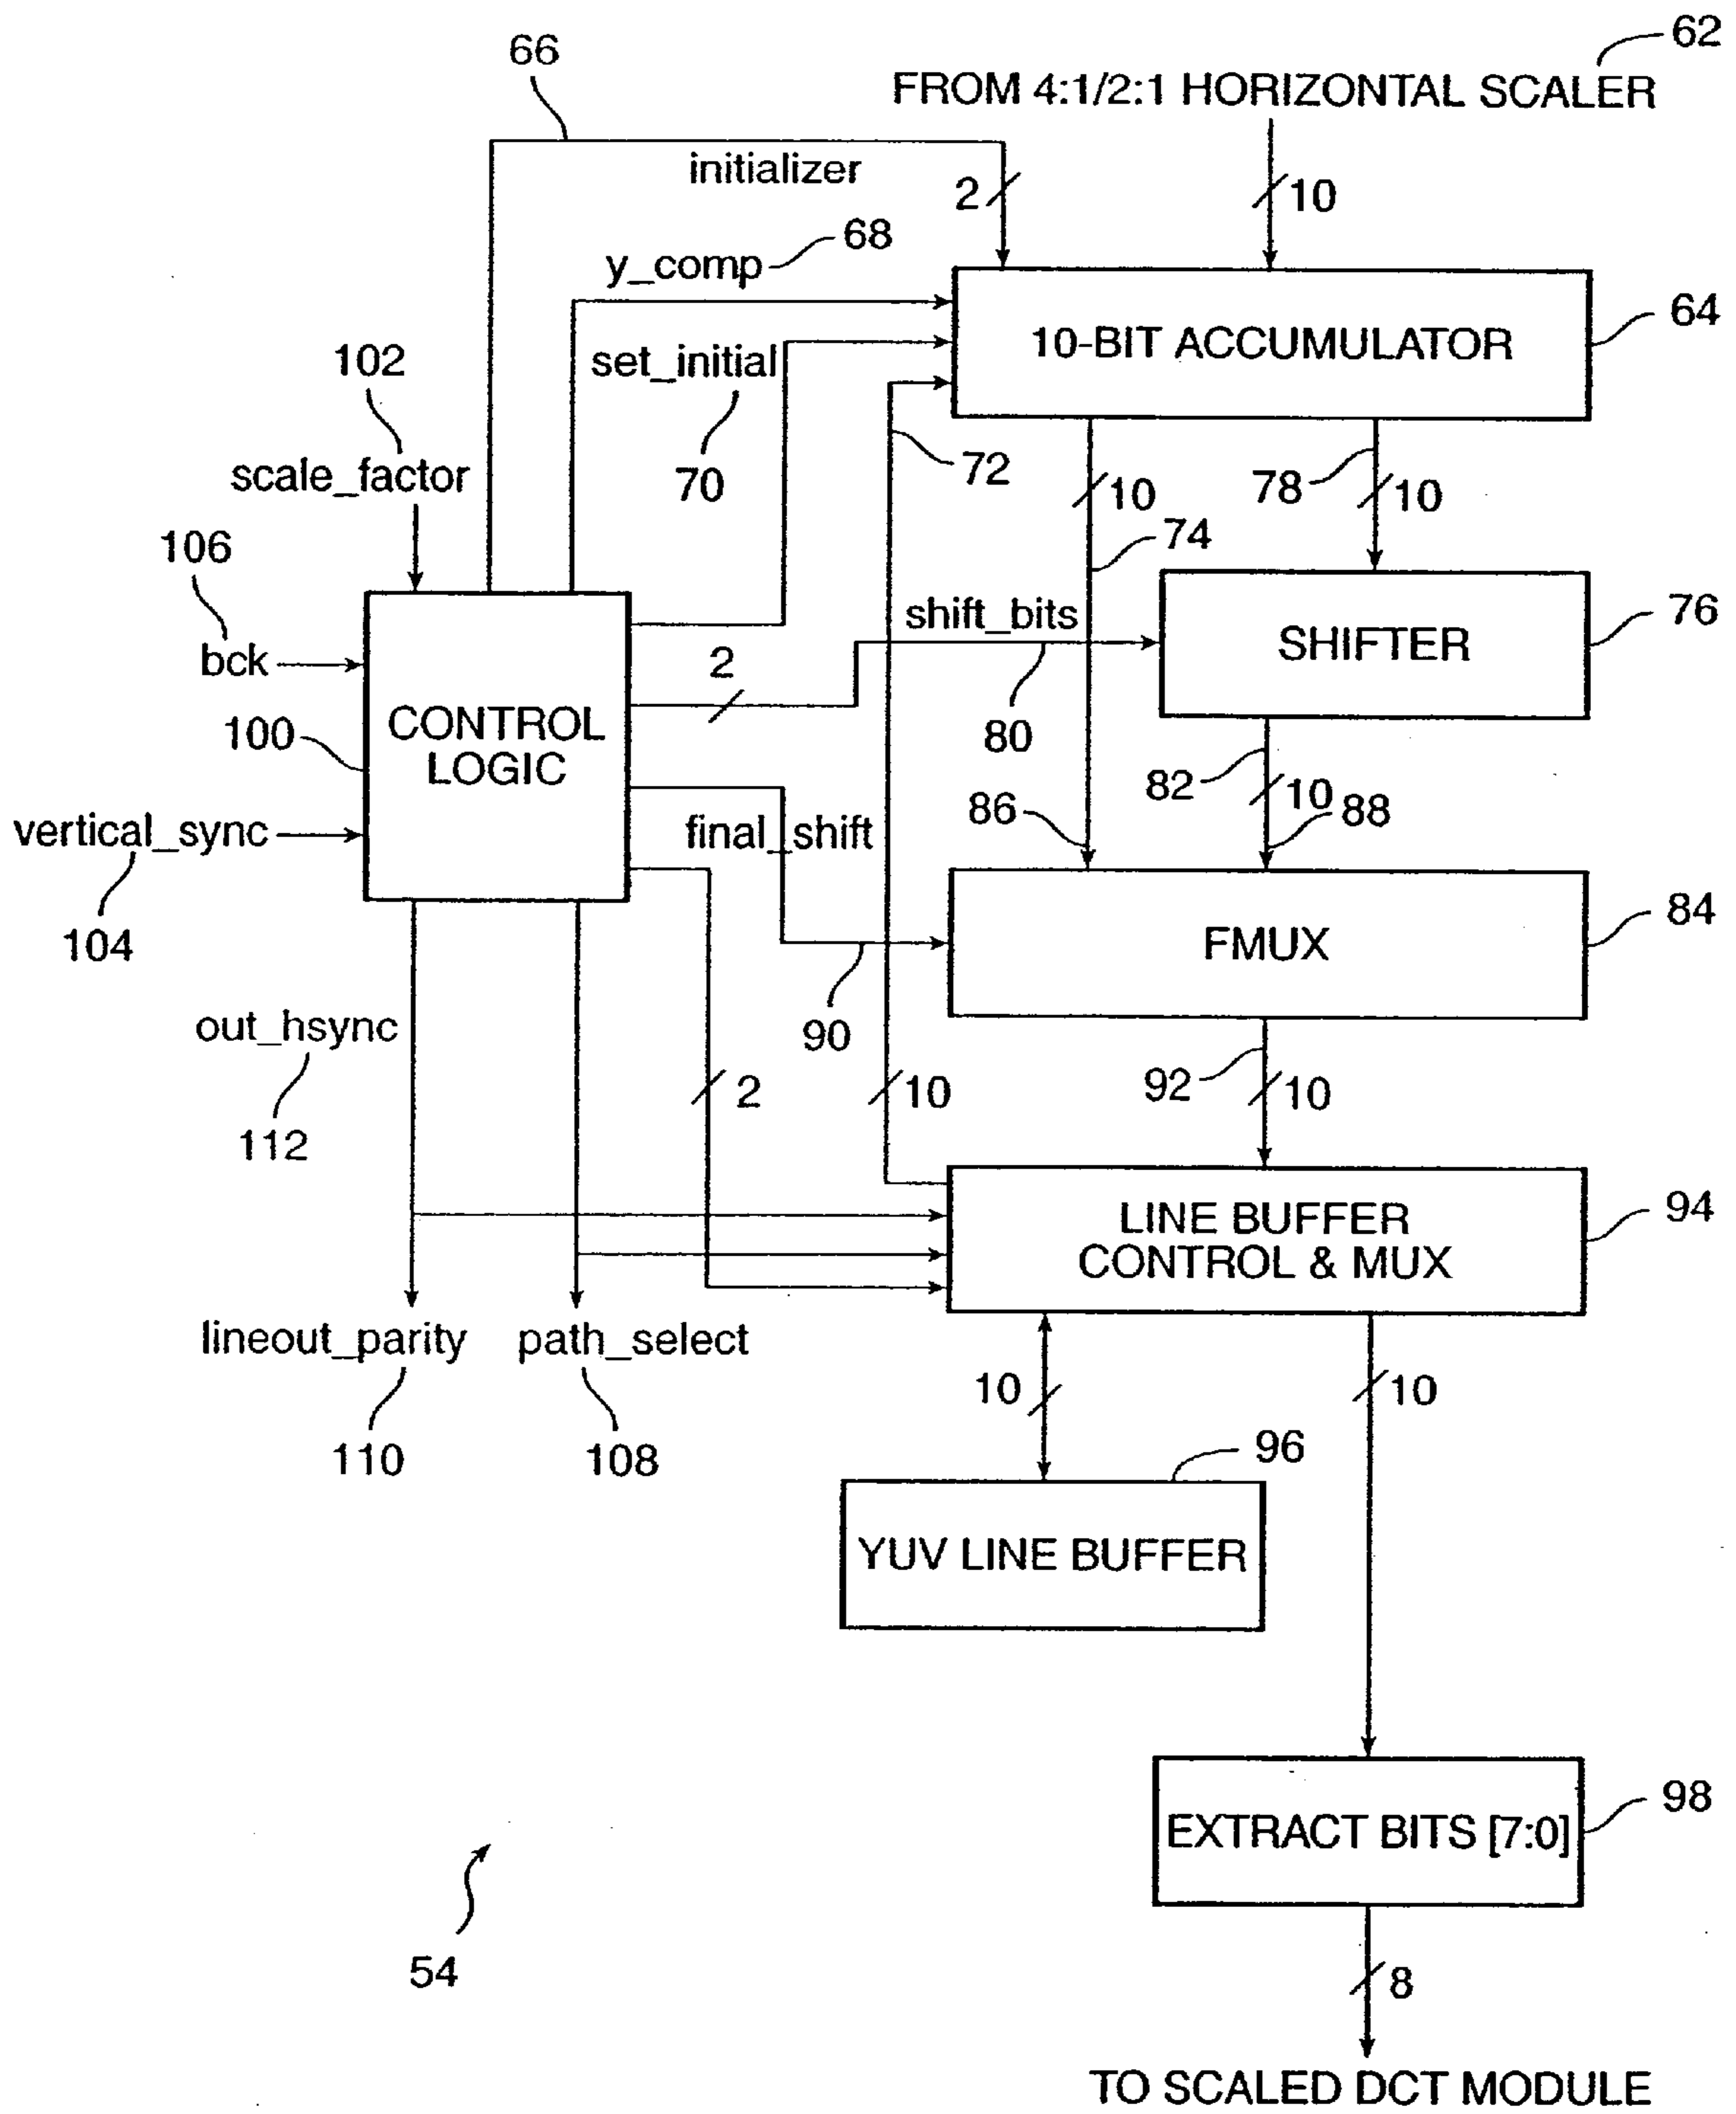 66
62
FROM 4:1/2:1 HORIZONTAL SCALER
initializer
2
10
y_comp
68
64
10-BIT ACCUMULATOR
102
set_initial
70
72
scale_factor
10
78
10
74
106
shift_bits
76
bck
2
SHIFTER
100
CONTROL
LOGIC
80
82
10
86
88
vertical_sync
final_shift
104
84
FMUX
out_hsync
90
92
10
2
10
112
94
LINE BUFFER
CONTROL & MUX
lineout_parity
path_select
110
108
10
10
96
YUV LINE BUFFER
98
EXTRACT BITS [7:0]
54
8
TO SCALED DCT MODULE